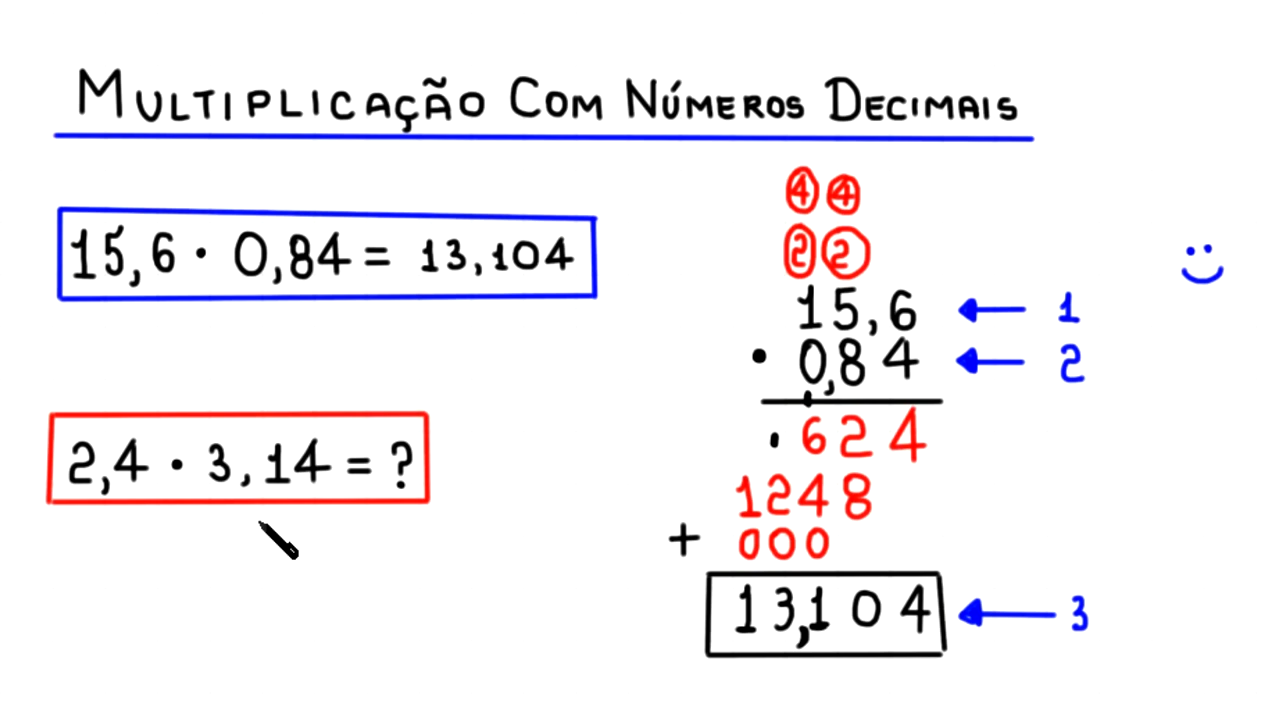 MULTIPLICAÇÃO COM NÚMEROS DECIMAIS
15,6 · 0,84 = 13,104
2,4 · 3,14 = ?
4 4
2 2
15,6 1
· 0,84 2
624
1248
+ 000
13,104 3